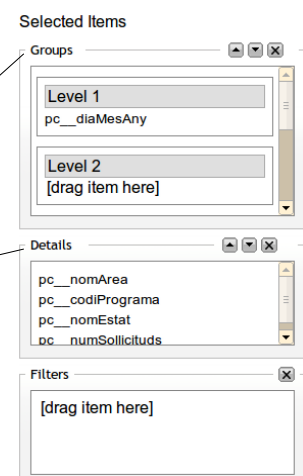 Selected Items
Groups
Level 1
pc__diaMesAny
Level 2
[drag item here]
Details
pc__nomArea
pc__codiPrograma
pc__nomEstat
pc__numSollicituds
Filters
[drag item here]